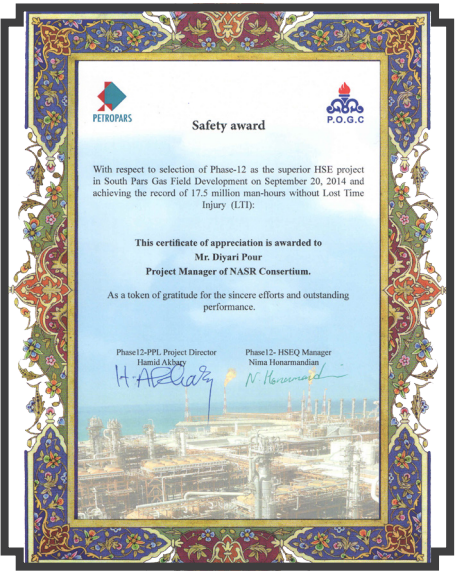 PETROPARS
P.O.G.C
Safety award
With respect to selection of Phase-12 as the superior HSE project
in South Pars Gas Field Development on September 20, 2014 and
achieving the record of 17.5 million man-hours without Lost Time
Injury (LTI):
This certificate of appreciation is awarded to
Mr. Diyari Pour
Project Manager of NASR Consortium.
As a token of gratitude for the sincere efforts and outstanding
performance.
Phase12-PPL Project Director
Hamid Akbary
Phase12- HSEQ Manager
Nima Honarmandian
H-Akbary
N. Honarmandian